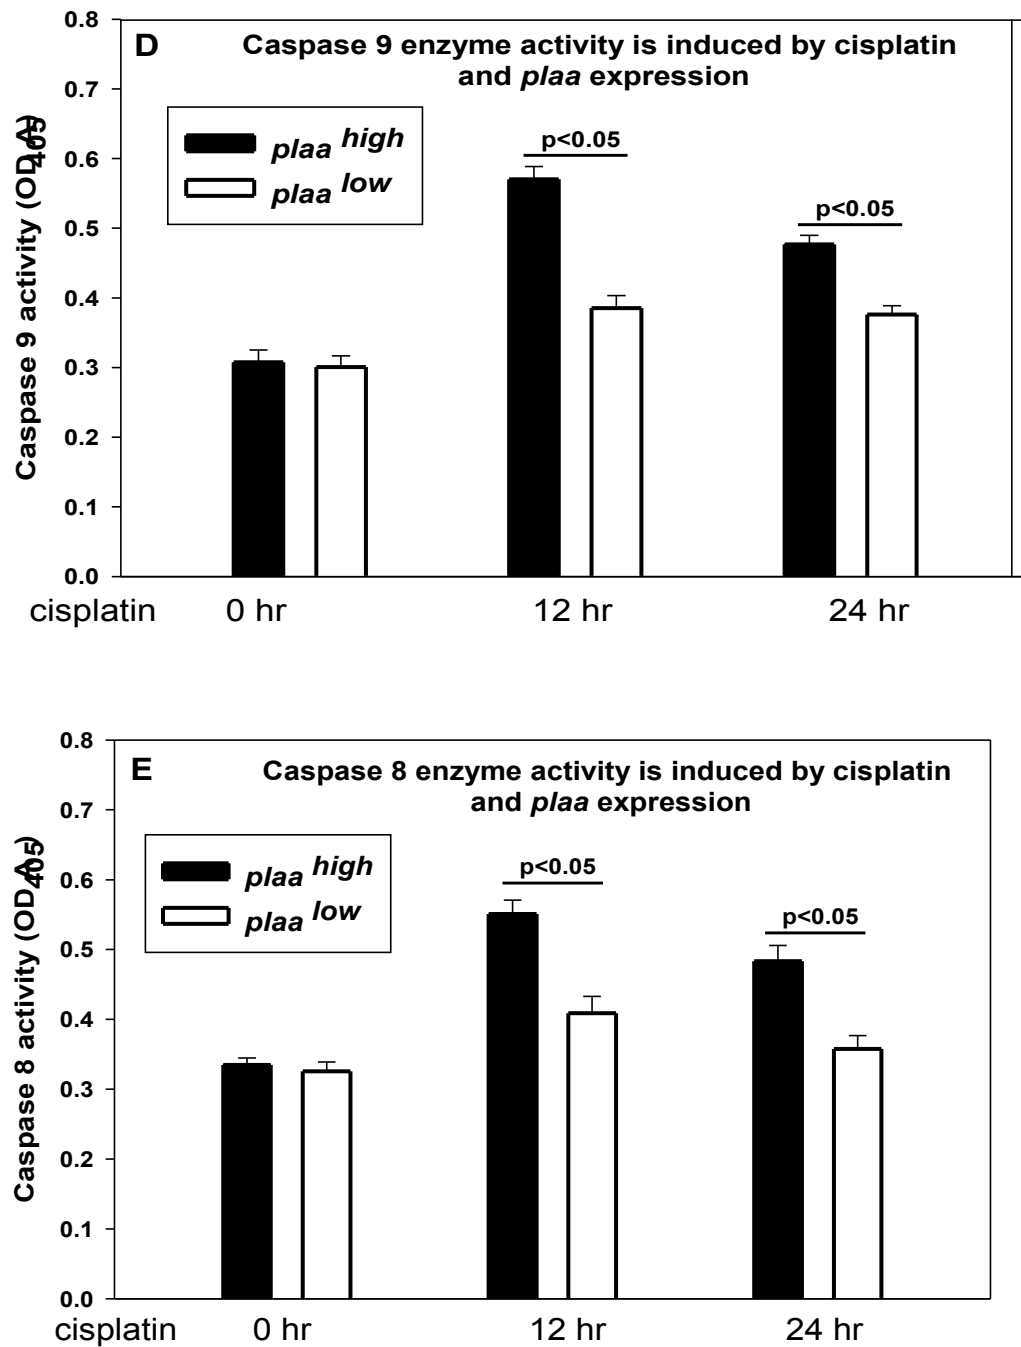 0.8
D
Caspase 9 enzyme activity is induced by cisplatin
and plaa expression
0.7
plaa high
plaa low
p<0.05
p<0.05
0.6
0.5
0.4
0.3
0.2
0.1
0.0
Caspase 9 activity (OD A405)
cisplatin 0 hr 12 hr 24 hr
0.8
E
Caspase 8 enzyme activity is induced by cisplatin
and plaa expression
0.7
plaa high
plaa low
p<0.05
p<0.05
0.6
0.5
0.4
0.3
0.2
0.1
0.0
Caspase 8 activity (OD A405)
cisplatin 0 hr 12 hr 24 hr